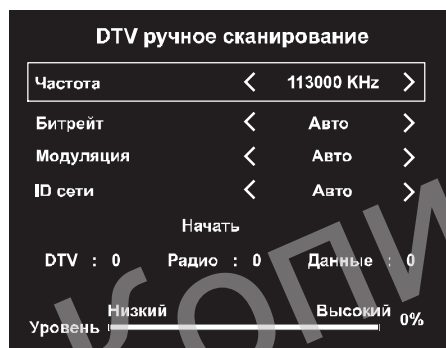 DTV ручное сканирование
Частота < 113000 KHz >
Битрейт < Авто >
Модуляция < Авто >
ID сети < Авто >
Начать
DTV : 0 Радио : 0 Данные : 0
Низкий Высокий
Уровень 0%
КОПИ